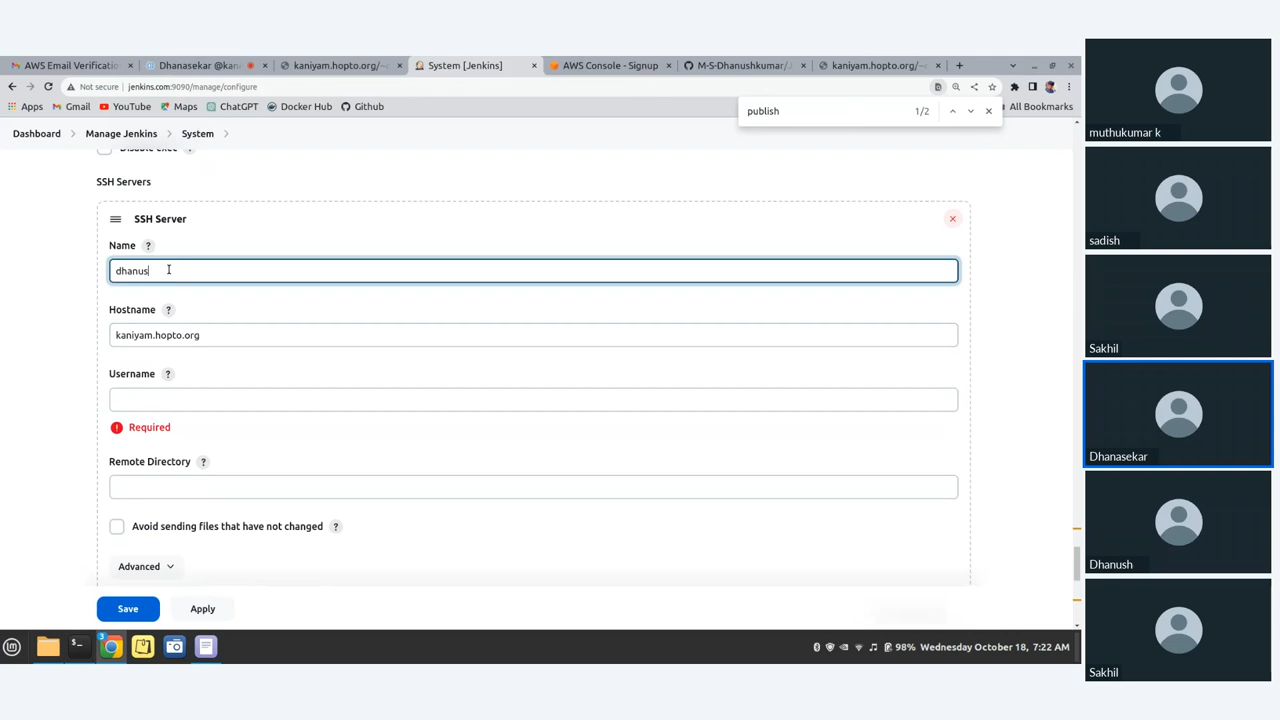 AWS Email Verificati
Dhanasekar @kan
kaniyam.hopto.org/~
System [Jenkins]
AWS Console - Signup
M-S-Dhanushkumar/J
kaniyam.hopto.org/~
Not secure
jenkins.com:9090/manage/configure
Apps
Gmail
YouTube
Maps
ChatGPT
Docker Hub
Github
All Bookmarks
publish
1/2
Dashboard
Manage Jenkins
System
Disable exec ?
SSH Servers
SSH Server
Name ?
dhanus
Hostname ?
kaniyam.hopto.org
Username ?
Required
Remote Directory ?
Avoid sending files that have not changed ?
Advanced
Save
Apply
98% Wednesday October 18, 7:22 AM
muthukumar k
sadish
Sakhil
Dhanasekar
Dhanush
Sakhil